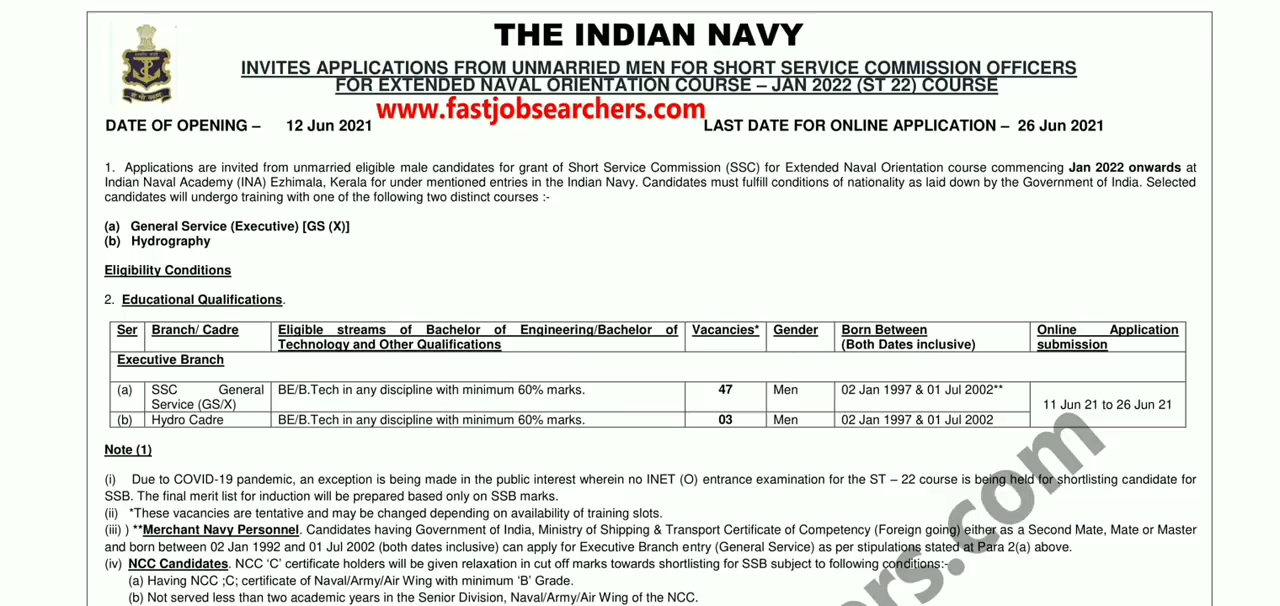 THE INDIAN NAVY
INVITES APPLICATIONS FROM UNMARRIED MEN FOR SHORT SERVICE COMMISSION OFFICERS
FOR EXTENDED NAVAL ORIENTATION COURSE – JAN 2022 (ST 22) COURSE
www.fastjobsearchers.com
DATE OF OPENING – 12 Jun 2021 LAST DATE FOR ONLINE APPLICATION – 26 Jun 2021
1. Applications are invited from unmarried eligible male candidates for grant of Short Service Commission (SSC) for Extended Naval Orientation course commencing Jan 2022 onwards at
Indian Naval Academy (INA) Ezhimala, Kerala for under mentioned entries in the Indian Navy. Candidates must fulfill conditions of nationality as laid down by the Government of India. Selected
candidates will undergo training with one of the following two distinct courses :-
(a) General Service (Executive) [GS (X)]
(b) Hydrography
Eligibility Conditions
2. Educational Qualifications.
Ser Branch/ Cadre Eligible streams of Bachelor of Engineering/Bachelor of Vacancies* Gender Born Between Online Application
Technology and Other Qualifications (Both Dates inclusive) submission
Executive Branch
(a) SSC General BE/B.Tech in any discipline with minimum 60% marks. 47 Men 02 Jan 1997 & 01 Jul 2002**
Service (GS/X) 11 Jun 21 to 26 Jun 21
(b) Hydro Cadre BE/B.Tech in any discipline with minimum 60% marks. 03 Men 02 Jan 1997 & 01 Jul 2002
Note (1)
(i) Due to COVID-19 pandemic, an exception is being made in the public interest wherein no INET (O) entrance examination for the ST – 22 course is being held for shortlisting candidate for
SSB. The final merit list for induction will be prepared based only on SSB marks.
(ii) *These vacancies are tentative and may be changed depending on availability of training slots.
(iii) ) **Merchant Navy Personnel. Candidates having Government of India, Ministry of Shipping & Transport Certificate of Competency (Foreign going) either as a Second Mate, Mate or Master
and born between 02 Jan 1992 and 01 Jul 2002 (both dates inclusive) can apply for Executive Branch entry (General Service) as per stipulations stated at Para 2(a) above.
(iv) NCC Candidates. NCC ‘C’ certificate holders will be given relaxation in cut off marks towards shortlisting for SSB subject to following conditions:-
(a) Having NCC ;C; certificate of Naval/Army/Air Wing with minimum ‘B’ Grade.
(b) Not served less than two academic years in the Senior Division, Naval/Army/Air Wing of the NCC.
ers.com